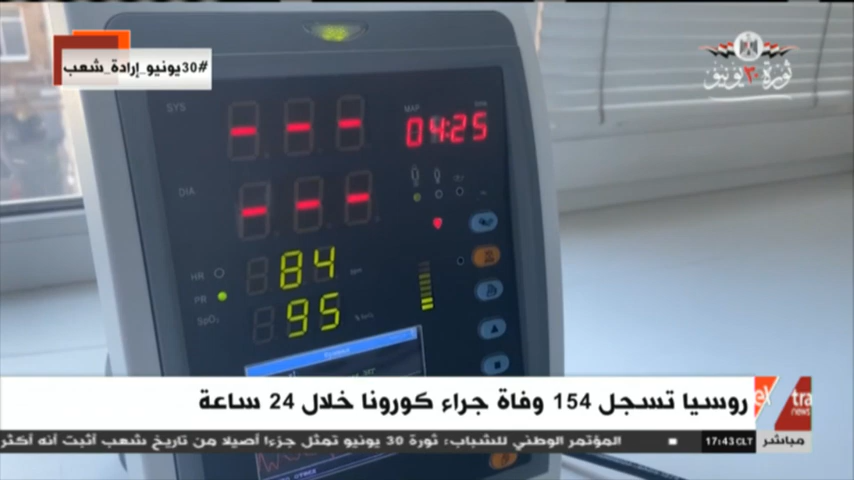 #30يونيو_إرادة_شعب
ثورة ٣٠ يونيو
SYS
MAP
04:25
DIA
HR
84
PR
95
SpO₂
روسيا تسجل 154 وفاة جراء كورونا خلال 24 ساعة
extra
news
مباشر
17:43CLT
المؤتمر الوطني للشباب: ثورة 30 يونيو تمثل جزءا أصيلا من تاريخ شعب أثبت أنه أكثر